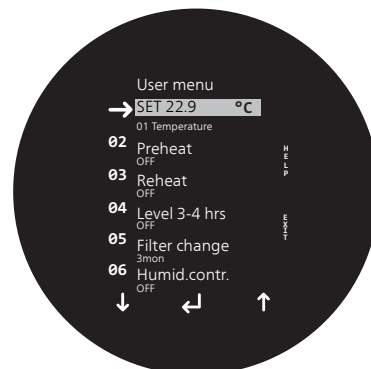 User menu
→ SET 22.9 °C
01 Temperature
02 Preheat
OFF
03 Reheat
OFF
04 Level 3-4 hrs
OFF
05 Filter change
3mon
06 Humid.contr.
OFF
HELP
EXIT
↓ ↵ ↑